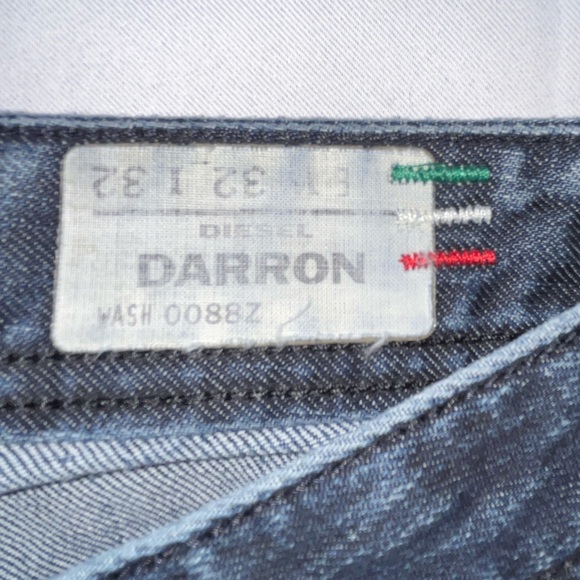 32 I 32
DIESEL
DARRON
WASH 0088Z